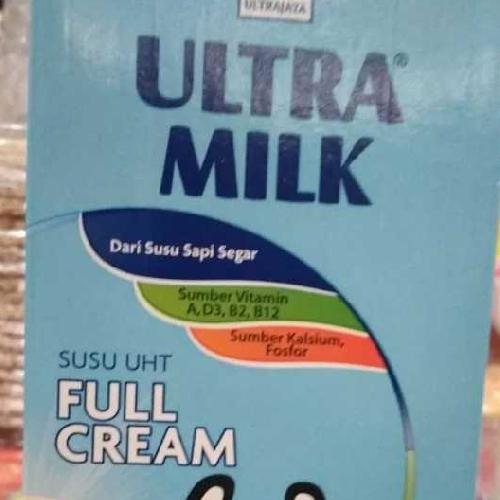 ULTRAJAYA
ULTRA®
MILK
Dari Susu Sapi Segar
Sumber Vitamin
A, D3, B2, B12
Sumber Kalsium,
Fosfor
SUSU UHT
FULL
CREAM